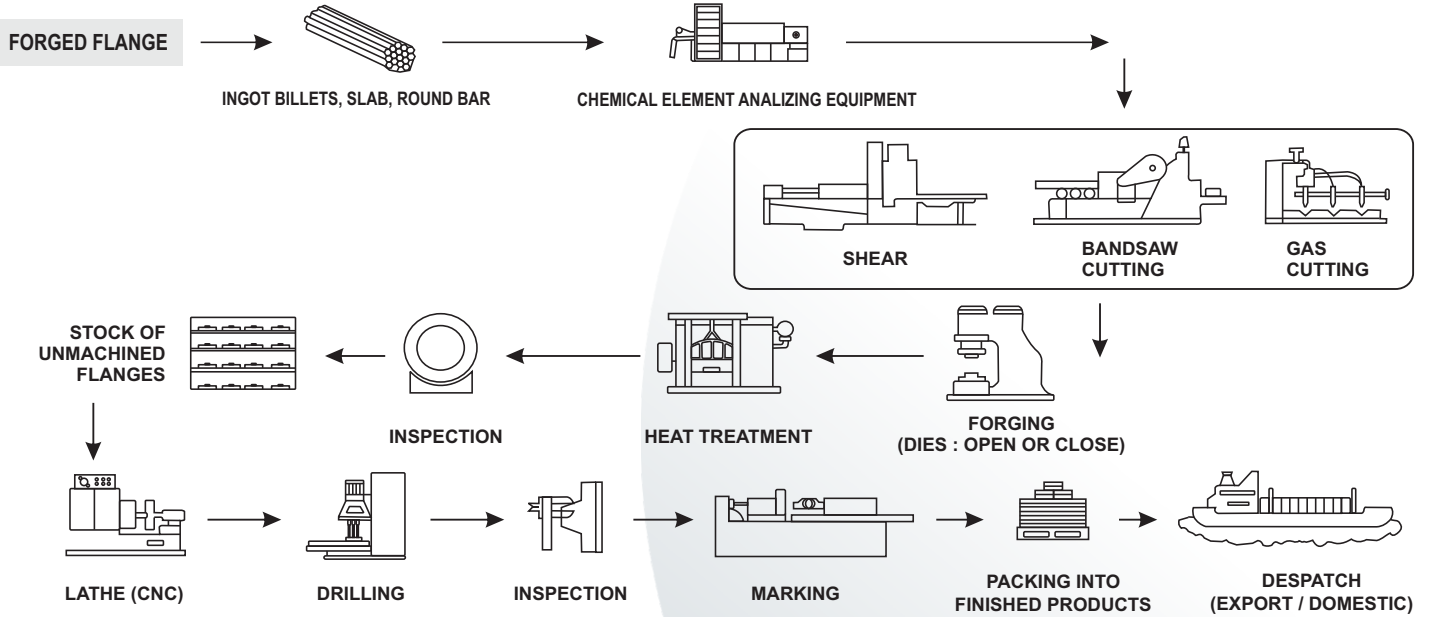 FORGED FLANGE
INGOT BILLETS, SLAB, ROUND BAR
CHEMICAL ELEMENT ANALIZING EQUIPMENT
SHEAR
BANDSAW
CUTTING
GAS
CUTTING
FORGING
(DIES : OPEN OR CLOSE)
HEAT TREATMENT
INSPECTION
STOCK OF
UNMACHINED
FLANGES
LATHE (CNC)
DRILLING
INSPECTION
MARKING
PACKING INTO
FINISHED PRODUCTS
DESPATCH
(EXPORT / DOMESTIC)